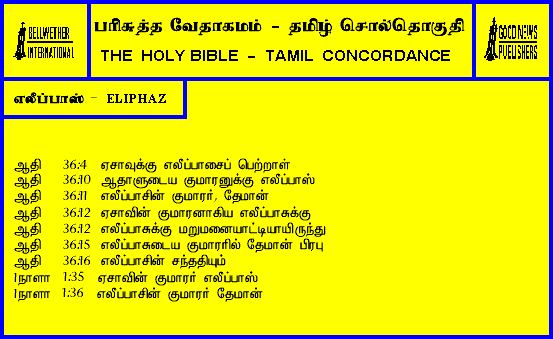 BELLWETHER INTERNATIONAL
பரிசுத்த வேதாகமம் - தமிழ் சொல்தொகுதி
THE HOLY BIBLE - TAMIL CONCORDANCE
GOOD NEWS PUBLISHERS
எலீப்பாஸ் - ELIPHAZ
ஆதி 36:4 ஏசாவுக்கு எலீப்பாசைப் பெற்றாள்
ஆதி 36:10 ஆதாளுடைய குமாரனுக்கு எலீப்பாஸ்
ஆதி 36:11 எலீப்பாசின் குமாரர், தேமான்
ஆதி 36:12 ஏசாவின் குமாரனாகிய எலீப்பாசுக்கு
ஆதி 36:12 எலீப்பாசுக்கு மறுமனையாட்டியாயிருந்து
ஆதி 36:15 எலீப்பாசுடைய குமாரரில் தேமான் பிரபு
ஆதி 36:16 எலீப்பாசின் சந்ததியும்
1நாளா 1:35 ஏசாவின் குமாரர் எலீப்பாஸ்
1நாளா 1:36 எலீப்பாசின் குமாரர் தேமான்